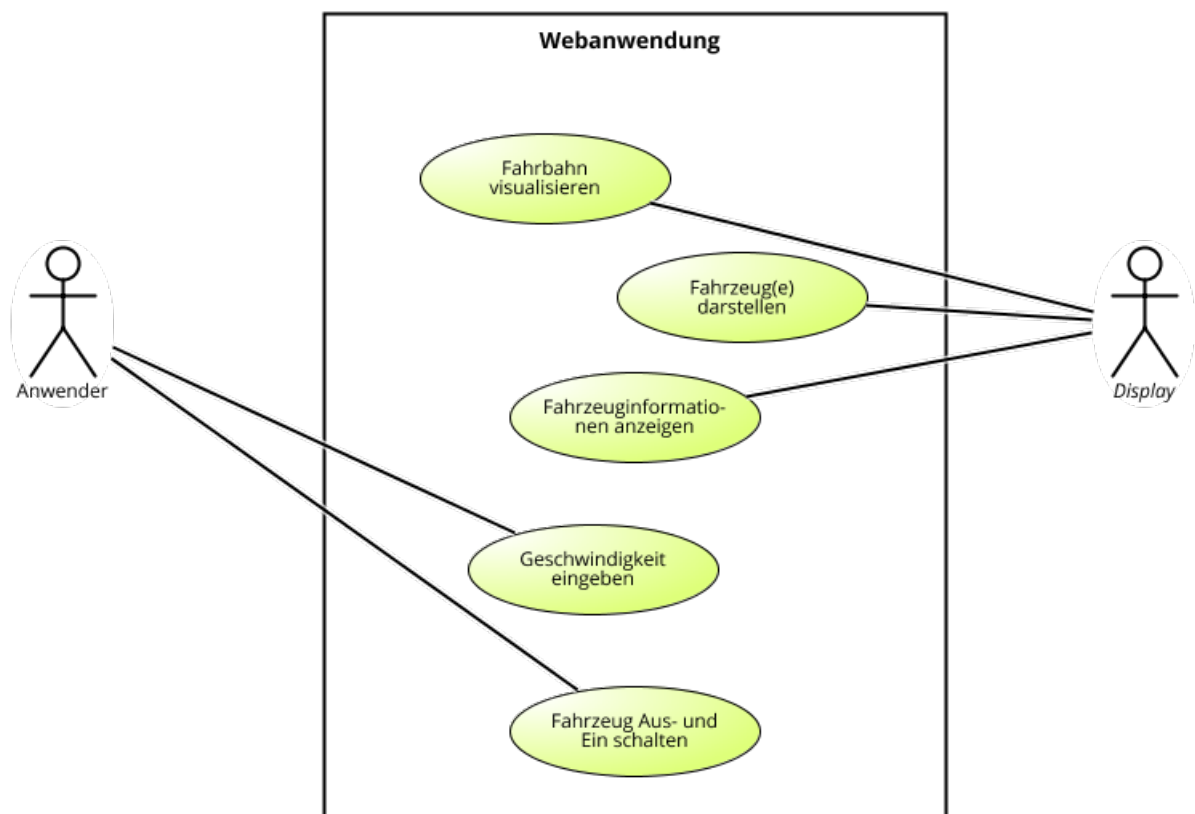 Webanwendung
Fahrbahn
visualisieren
Fahrzeug(e)
darstellen
Anwender
Display
Fahrzeuginformatio-
nen anzeigen
Geschwindigkeit
eingeben
Fahrzeug Aus- und
Ein schalten